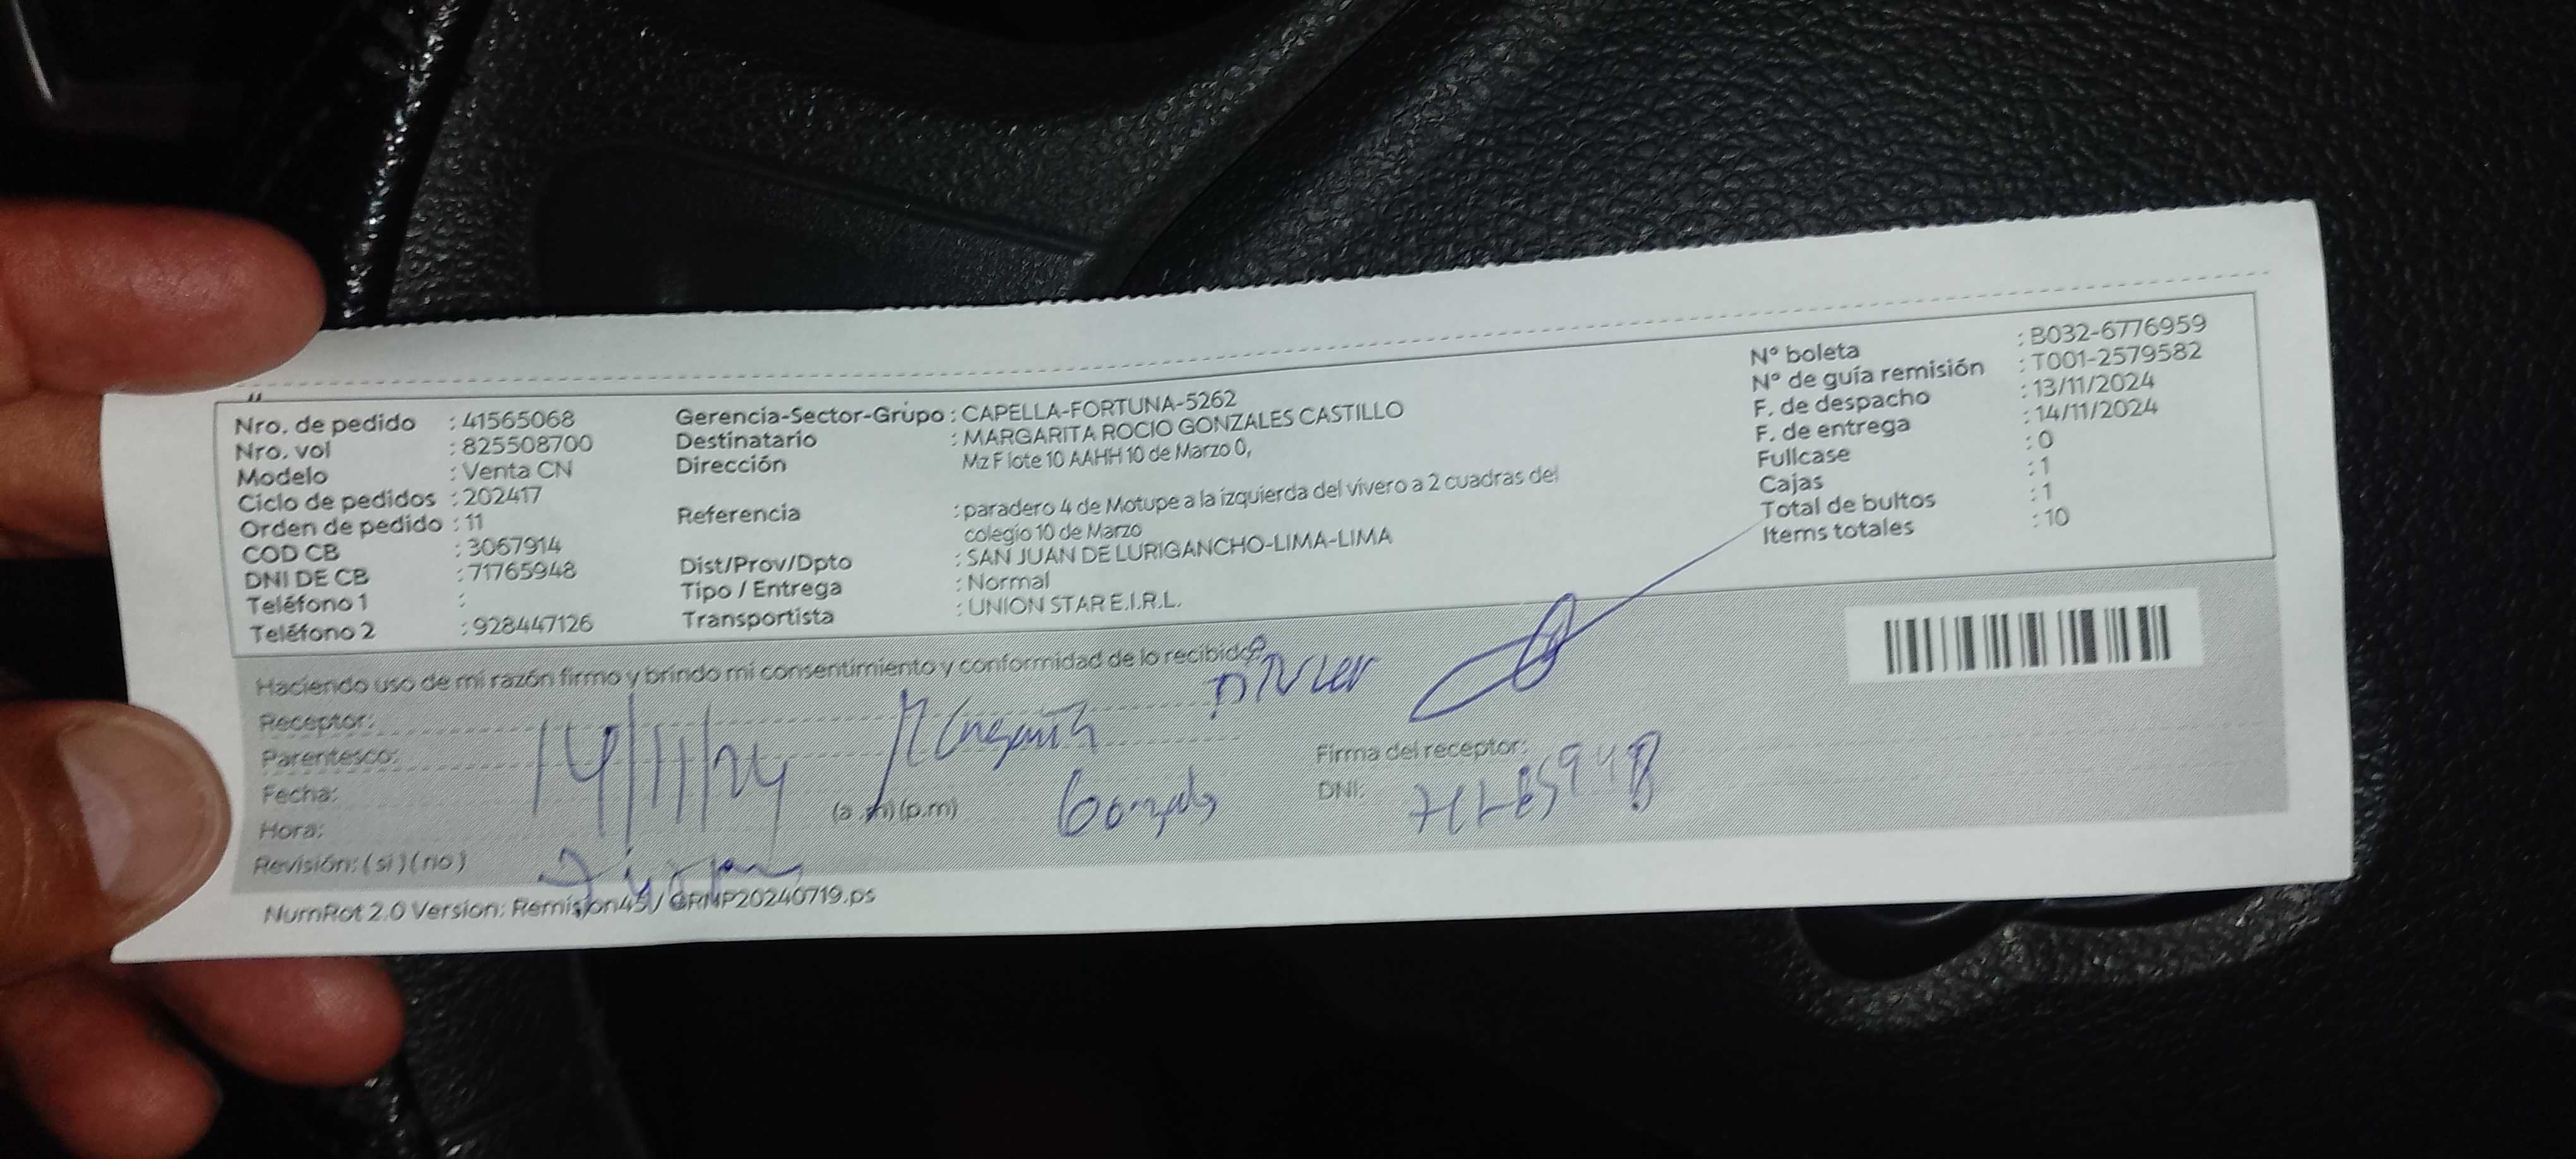 Nro. de pedido : 41565068
Nro. vol : 825508700
Modelo : Venta CN
Ciclo de pedidos : 202417
Orden de pedido : 11
COD CB : 3067914
DNI DE CB : 71765948
Teléfono 1 :
Teléfono 2 : 928447126
Gerencia-Sector-Grupo : CAPELLA-FORTUNA-5262
Destinatario : MARGARITA ROCIO GONZALES CASTILLO
Dirección Mz F lote 10 AAHH 10 de Marzo 0,
Referencia : paradero 4 de Motupe a la izquierda del vivero a 2 cuadras del
colegio 10 de Marzo
Dist/Prov/Dpto : SAN JUAN DE LURIGANCHO-LIMA-LIMA
Tipo / Entrega : Normal
Transportista : UNION STAR E.I.R.L.
N° boleta : B032-6776959
N° de guía remisión : T001-2579582
F. de despacho : 13/11/2024
F. de entrega : 14/11/2024
Fullcase : 0
Cajas : 1
Total de bultos : 1
Items totales : 10
Haciendo uso de mi razón firmo y brindo mi consentimiento y conformidad de lo recibido
Receptor:
Parentesco:
Fecha: 14/11/24
Hora: (a.m)(p.m)
Revisión: (si) (no)
Firma del receptor:
DNI:
NumRot 2.0 Version: Remision45/ GRMP20240719.ps